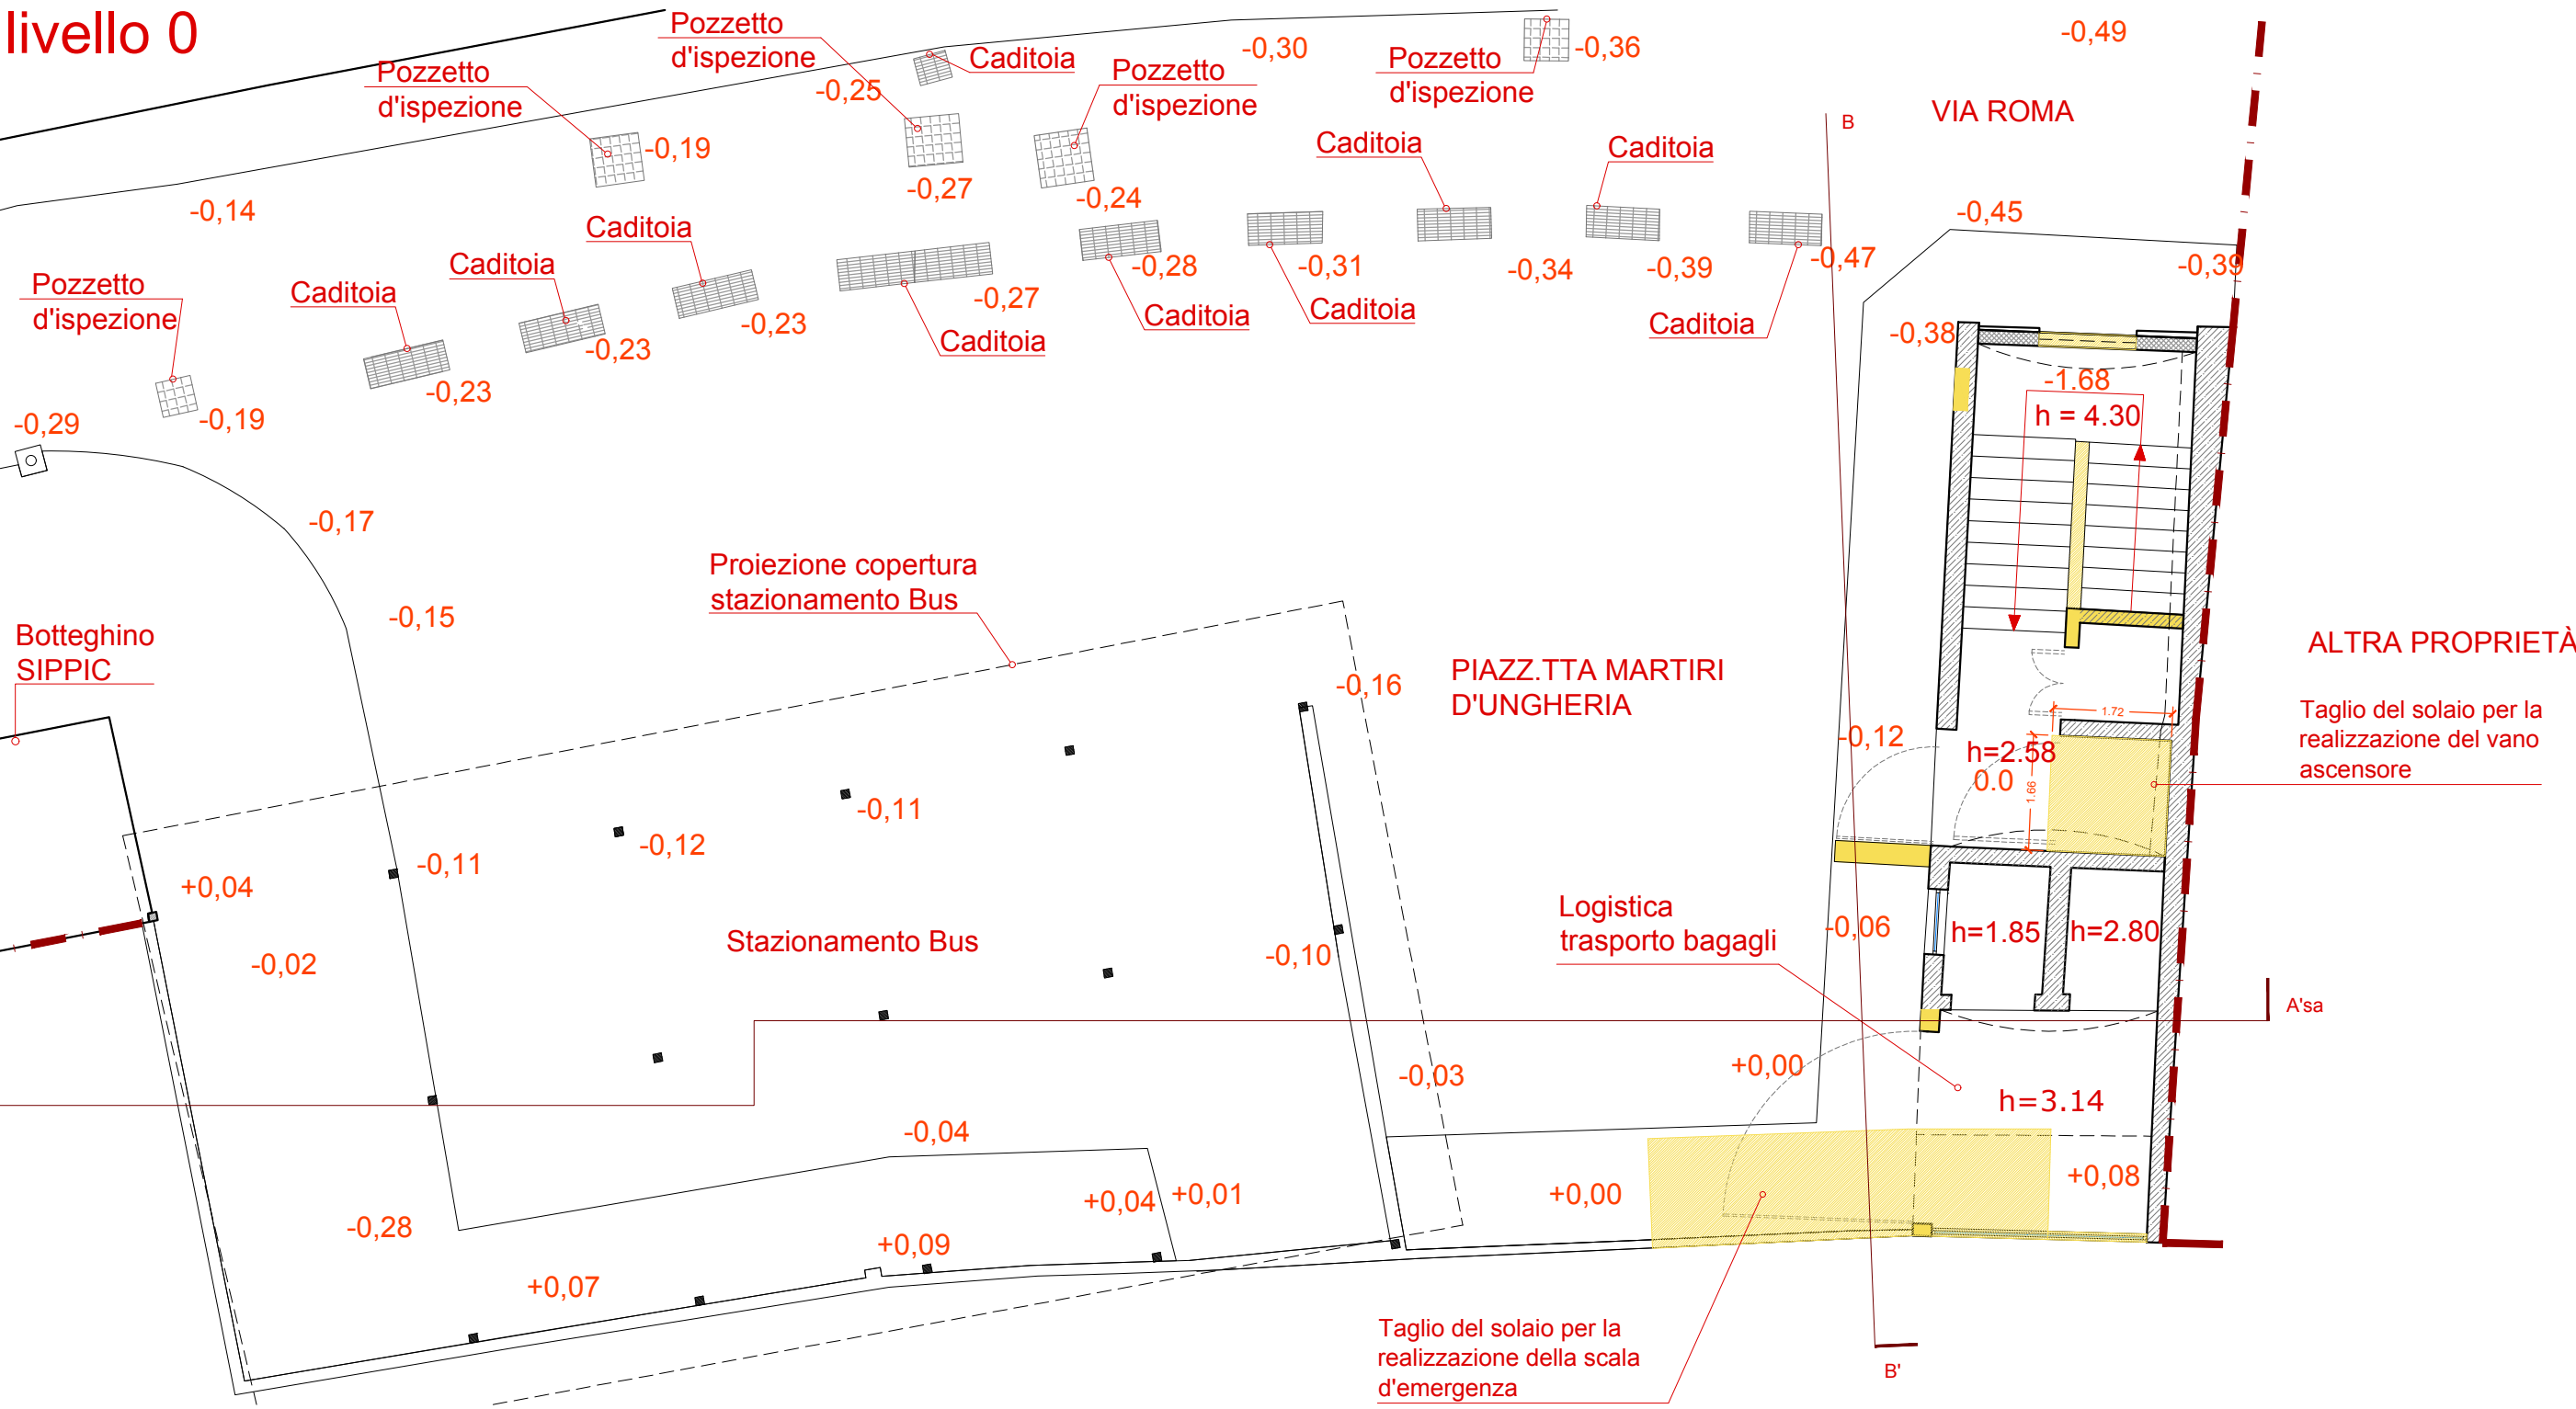 livello 0
Pozzetto
d'ispezione
Pozzetto
d'ispezione
Caditoia
Pozzetto
d'ispezione
Pozzetto
d'ispezione
-0,30
-0,36
-0,49
-0,25
-0,19
-0,27
-0,24
VIA ROMA
B
Caditoia
Caditoia
-0,14
Caditoia
Caditoia
Caditoia
-0,45
Pozzetto
d'ispezione
-0,28
-0,31
-0,34
-0,39
-0,47
-0,39
-0,27
Caditoia
Caditoia
Caditoia
Caditoia
-0,23
-0,23
-0,23
-0,38
-0,19
-0,29
-1.68
h = 4.30
-0,17
-0,15
Proiezione copertura
stazionamento Bus
Botteghino
SIPPIC
-0,16
PIAZZ.TTA MARTIRI
D'UNGHERIA
ALTRA PROPRIETÀ
Taglio del solaio per la
realizzazione del vano
ascensore
1.72
-0,12
h=2.58
0.0
1.66
-0,11
-0,12
-0,11
+0,04
-0,02
Stazionamento Bus
-0,10
Logistica
trasporto bagagli
-0,06
h=1.85
h=2.80
A'sa
-0,03
+0,00
h=3.14
-0,04
+0,04
+0,01
+0,00
+0,08
-0,28
+0,09
+0,07
Taglio del solaio per la
realizzazione della scala
d'emergenza
B'